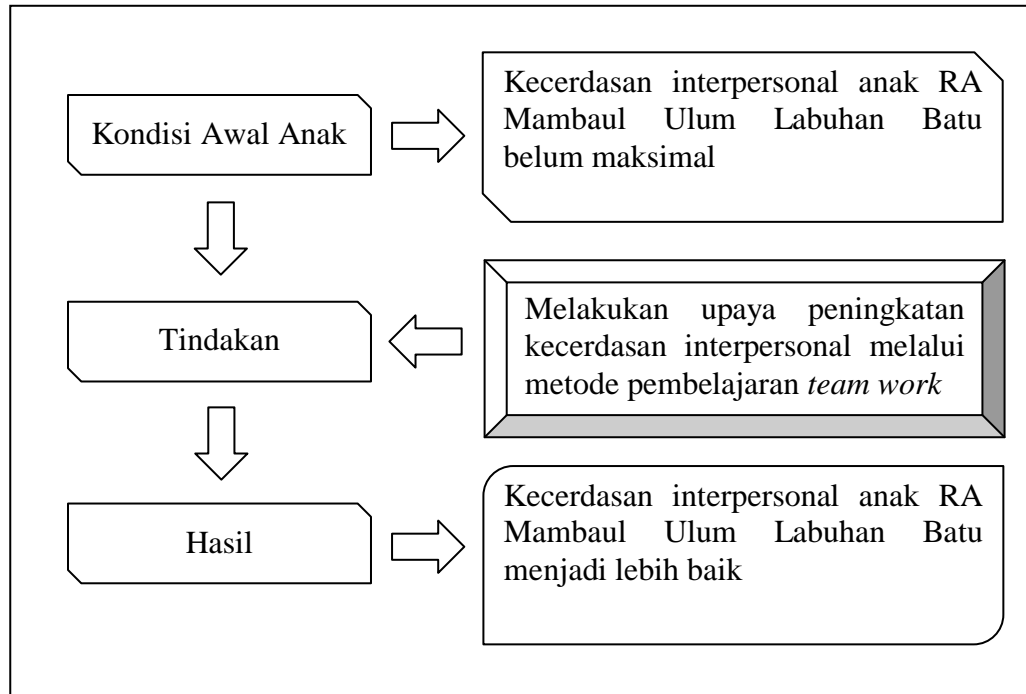 Kondisi Awal Anak
Kecerdasan interpersonal anak RA
Mambaul Ulum Labuhan Batu
belum maksimal
Tindakan
Melakukan upaya peningkatan
kecerdasan interpersonal melalui
metode pembelajaran team work
Hasil
Kecerdasan interpersonal anak RA
Mambaul Ulum Labuhan Batu
menjadi lebih baik